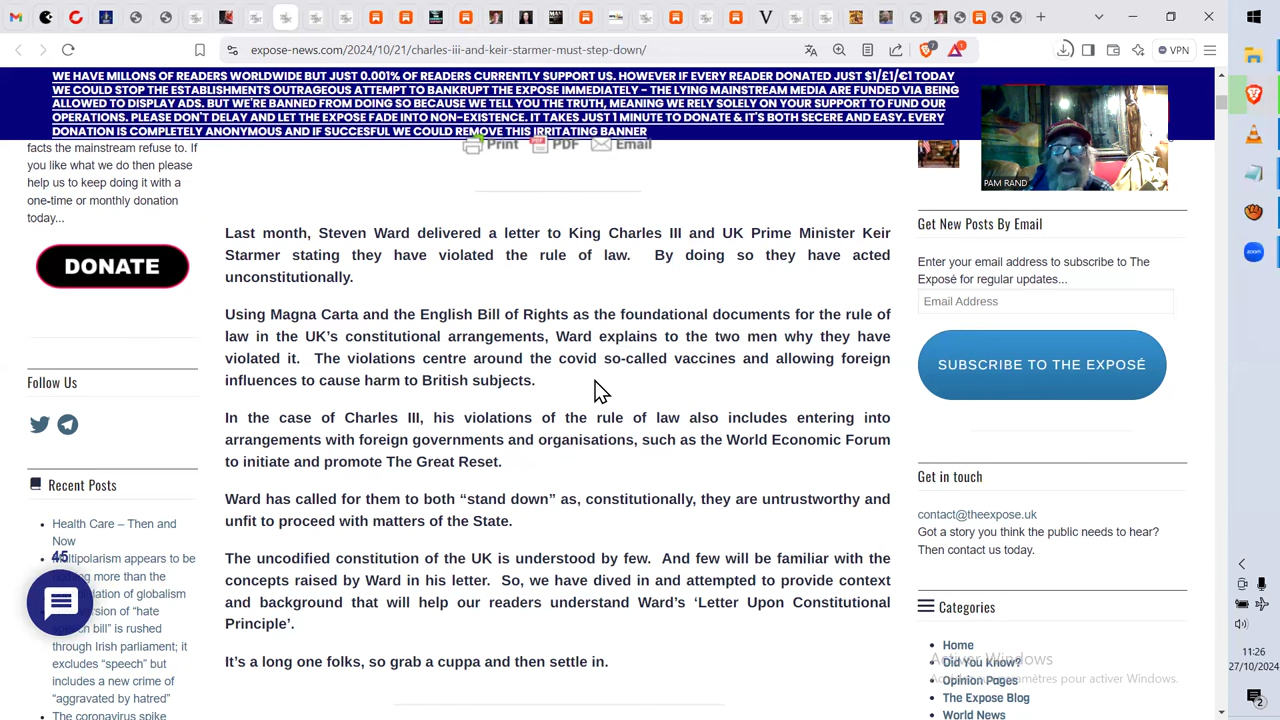 expose-news.com/2024/10/21/charles-iii-and-keir-starmer-must-step-down/
VPN
WE HAVE MILLONS OF READERS WORLDWIDE BUT JUST 0.001% OF READERS CURRENTLY SUPPORT US. HOWEVER IF EVERY READER DONATED JUST $1/£1/€1 TODAY
WE COULD STOP THE ESTABLISHMENTS OUTRAGEOUS ATTEMPT TO BANKRUPT THE EXPOSE IMMEDIATELY - THE LYING MAINSTREAM MEDIA ARE FUNDED VIA BEING
ALLOWED TO DISPLAY ADS. BUT WE'RE BANNED FROM DOING SO BECAUSE WE TELL YOU THE TRUTH, MEANING WE RELY SOLELY ON YOUR SUPPORT TO FUND OUR
OPERATIONS. PLEASE DON'T DELAY AND LET THE EXPOSE FADE INTO NON-EXISTENCE. IT TAKES JUST 1 MINUTE TO DONATE & IT'S BOTH SECERE AND EASY. EVERY
DONATION IS COMPLETELY ANONYMOUS AND IF SUCCESFUL WE COULD REMOVE THIS IRRITATING BANNER
PAM RAND
facts the mainstream refuse to. If
you like what we do then please
help us to keep doing it with a
one-time or monthly donation
today...
DONATE
Follow Us
Recent Posts
Health Care – Then and
Now
Multipolarism appears to be
more than the
of globalism
of "hate
speech bill" is rushed
through Irish parliament; it
excludes "speech" but
includes a new crime of
"aggravated by hatred"
The coronavirus spike
45
Print PDF Email
Last month, Steven Ward delivered a letter to King Charles III and UK Prime Minister Keir
Starmer stating they have violated the rule of law. By doing so they have acted
unconstitutionally.
Using Magna Carta and the English Bill of Rights as the foundational documents for the rule of
law in the UK's constitutional arrangements, Ward explains to the two men why they have
violated it. The violations centre around the covid so-called vaccines and allowing foreign
influences to cause harm to British subjects.
In the case of Charles III, his violations of the rule of law also includes entering into
arrangements with foreign governments and organisations, such as the World Economic Forum
to initiate and promote The Great Reset.
Ward has called for them to both "stand down" as, constitutionally, they are untrustworthy and
unfit to proceed with matters of the State.
The uncodified constitution of the UK is understood by few. And few will be familiar with the
concepts raised by Ward in his letter. So, we have dived in and attempted to provide context
and background that will help our readers understand Ward's 'Letter Upon Constitutional
Principle'.
It's a long one folks, so grab a cuppa and then settle in.
Get New Posts By Email
Enter your email address to subscribe to The
Exposé for regular updates...
Email Address
SUBSCRIBE TO THE EXPOSÉ
Get in touch
contact@theexpose.uk
Got a story you think the public needs to hear?
Then contact us today.
Categories
Home
Did You Know?
Opinion Pages
The Expose Blog
World News
Activer Windows
paramètres pour activer Windows.
zoom
11:26
27/10/2024
2